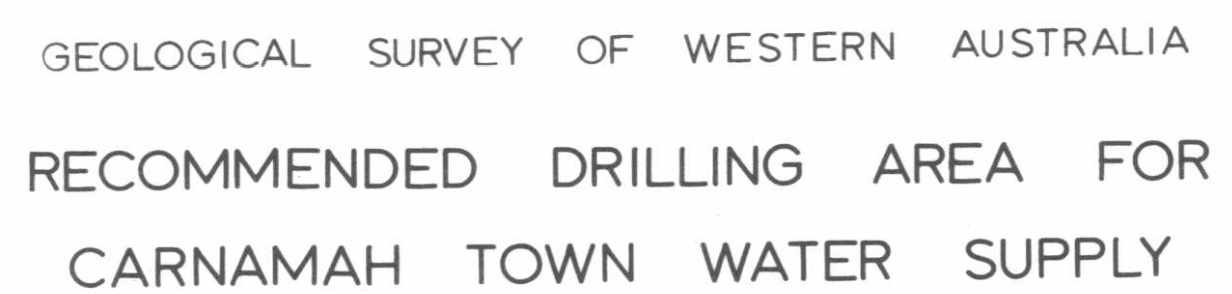 GEOLOGICAL SURVEY OF WESTERN AUSTRALIA
RECOMMENDED DRILLING AREA FOR
CARNAMAH TOWN WATER SUPPLY